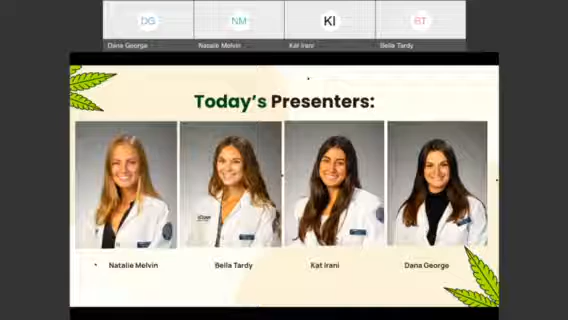 DG
NM
KI
BT
Dana George
Natalie Melvin
Kat Irani
Bella Tardy
Today's Presenters:
Natalie Melvin
Bella Tardy
Kat Irani
Dana George